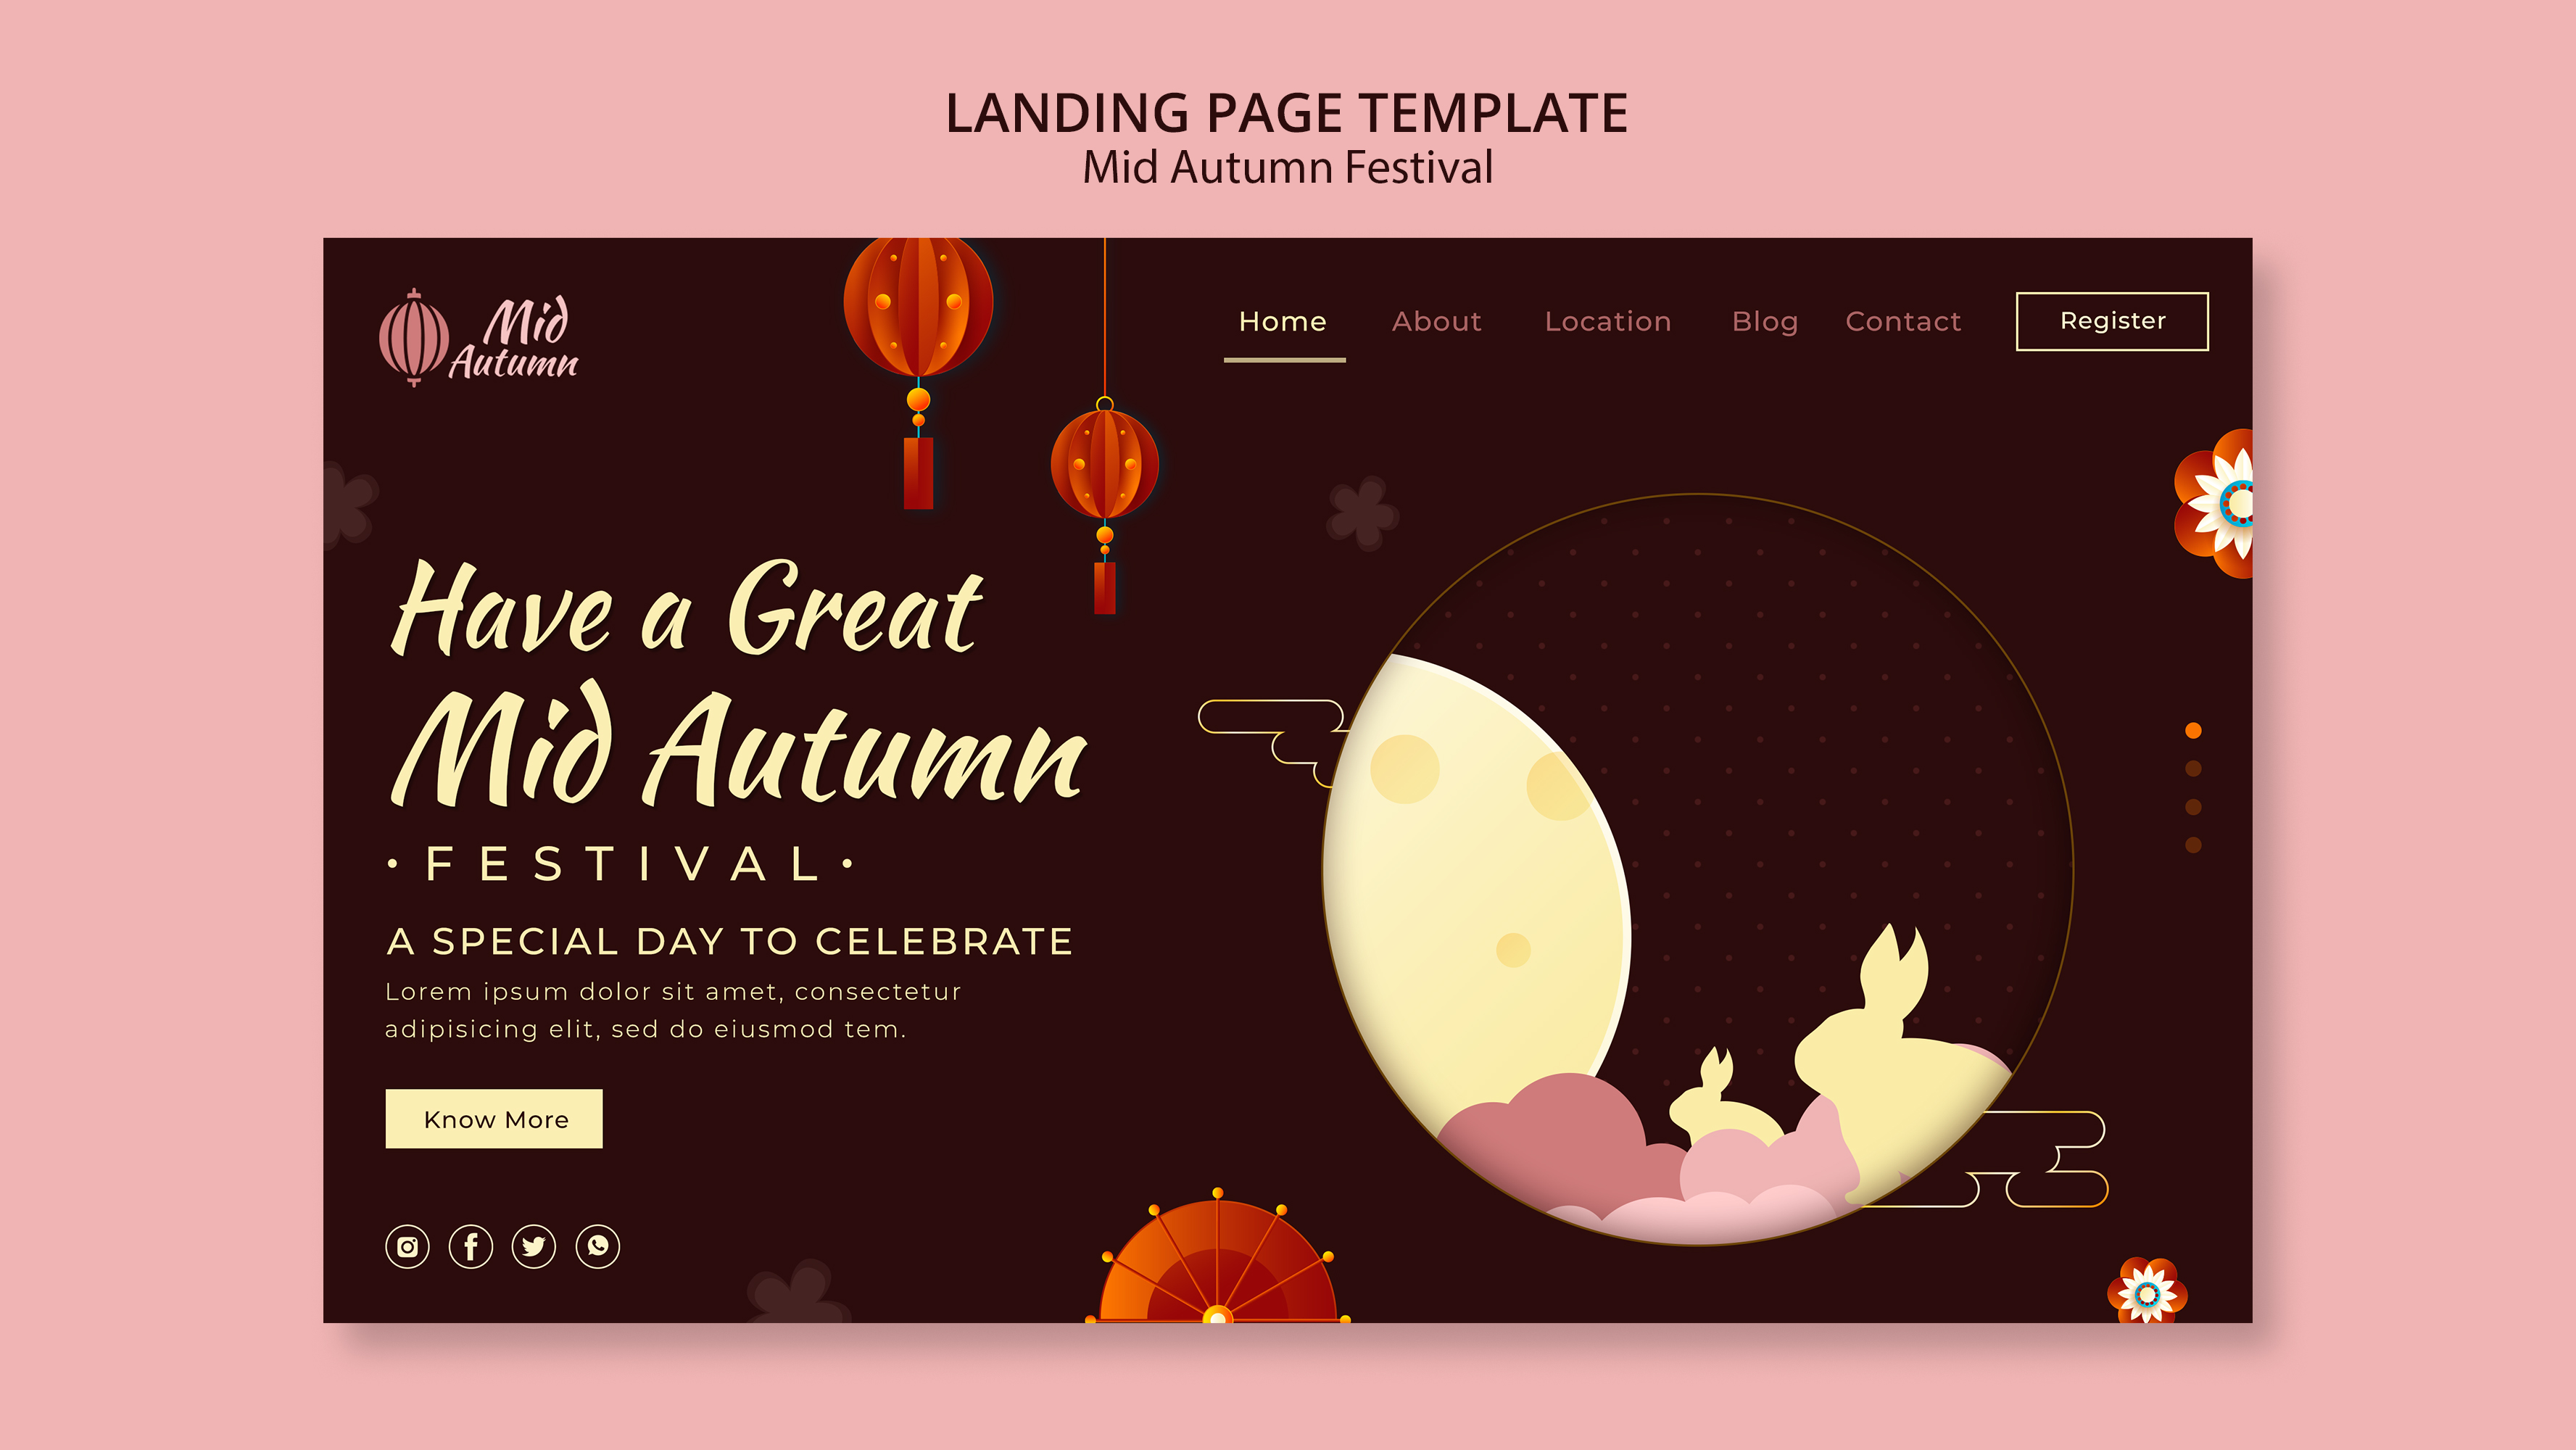 LANDING PAGE TEMPLATE
Mid Autumn Festival
Mid
Autumn
Home About Location Blog Contact Register
Have a Great
Mid Autumn
• FESTIVAL •
A SPECIAL DAY TO CELEBRATE
Lorem ipsum dolor sit amet, consectetur
adipisicing elit, sed do eiusmod tem.
Know More